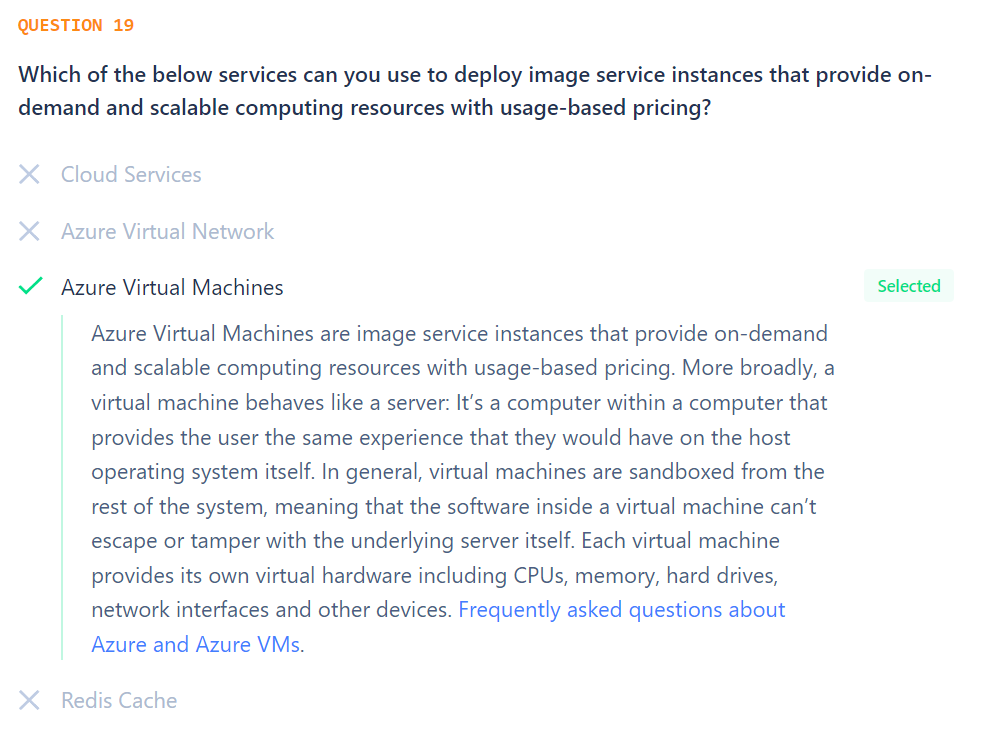 QUESTION 19
Which of the below services can you use to deploy image service instances that provide on-
demand and scalable computing resources with usage-based pricing?
Cloud Services
Azure Virtual Network
Azure Virtual Machines
Selected
Azure Virtual Machines are image service instances that provide on-demand
and scalable computing resources with usage-based pricing. More broadly, a
virtual machine behaves like a server: It’s a computer within a computer that
provides the user the same experience that they would have on the host
operating system itself. In general, virtual machines are sandboxed from the
rest of the system, meaning that the software inside a virtual machine can’t
escape or tamper with the underlying server itself. Each virtual machine
provides its own virtual hardware including CPUs, memory, hard drives,
network interfaces and other devices. Frequently asked questions about
Azure and Azure VMs.
Redis Cache